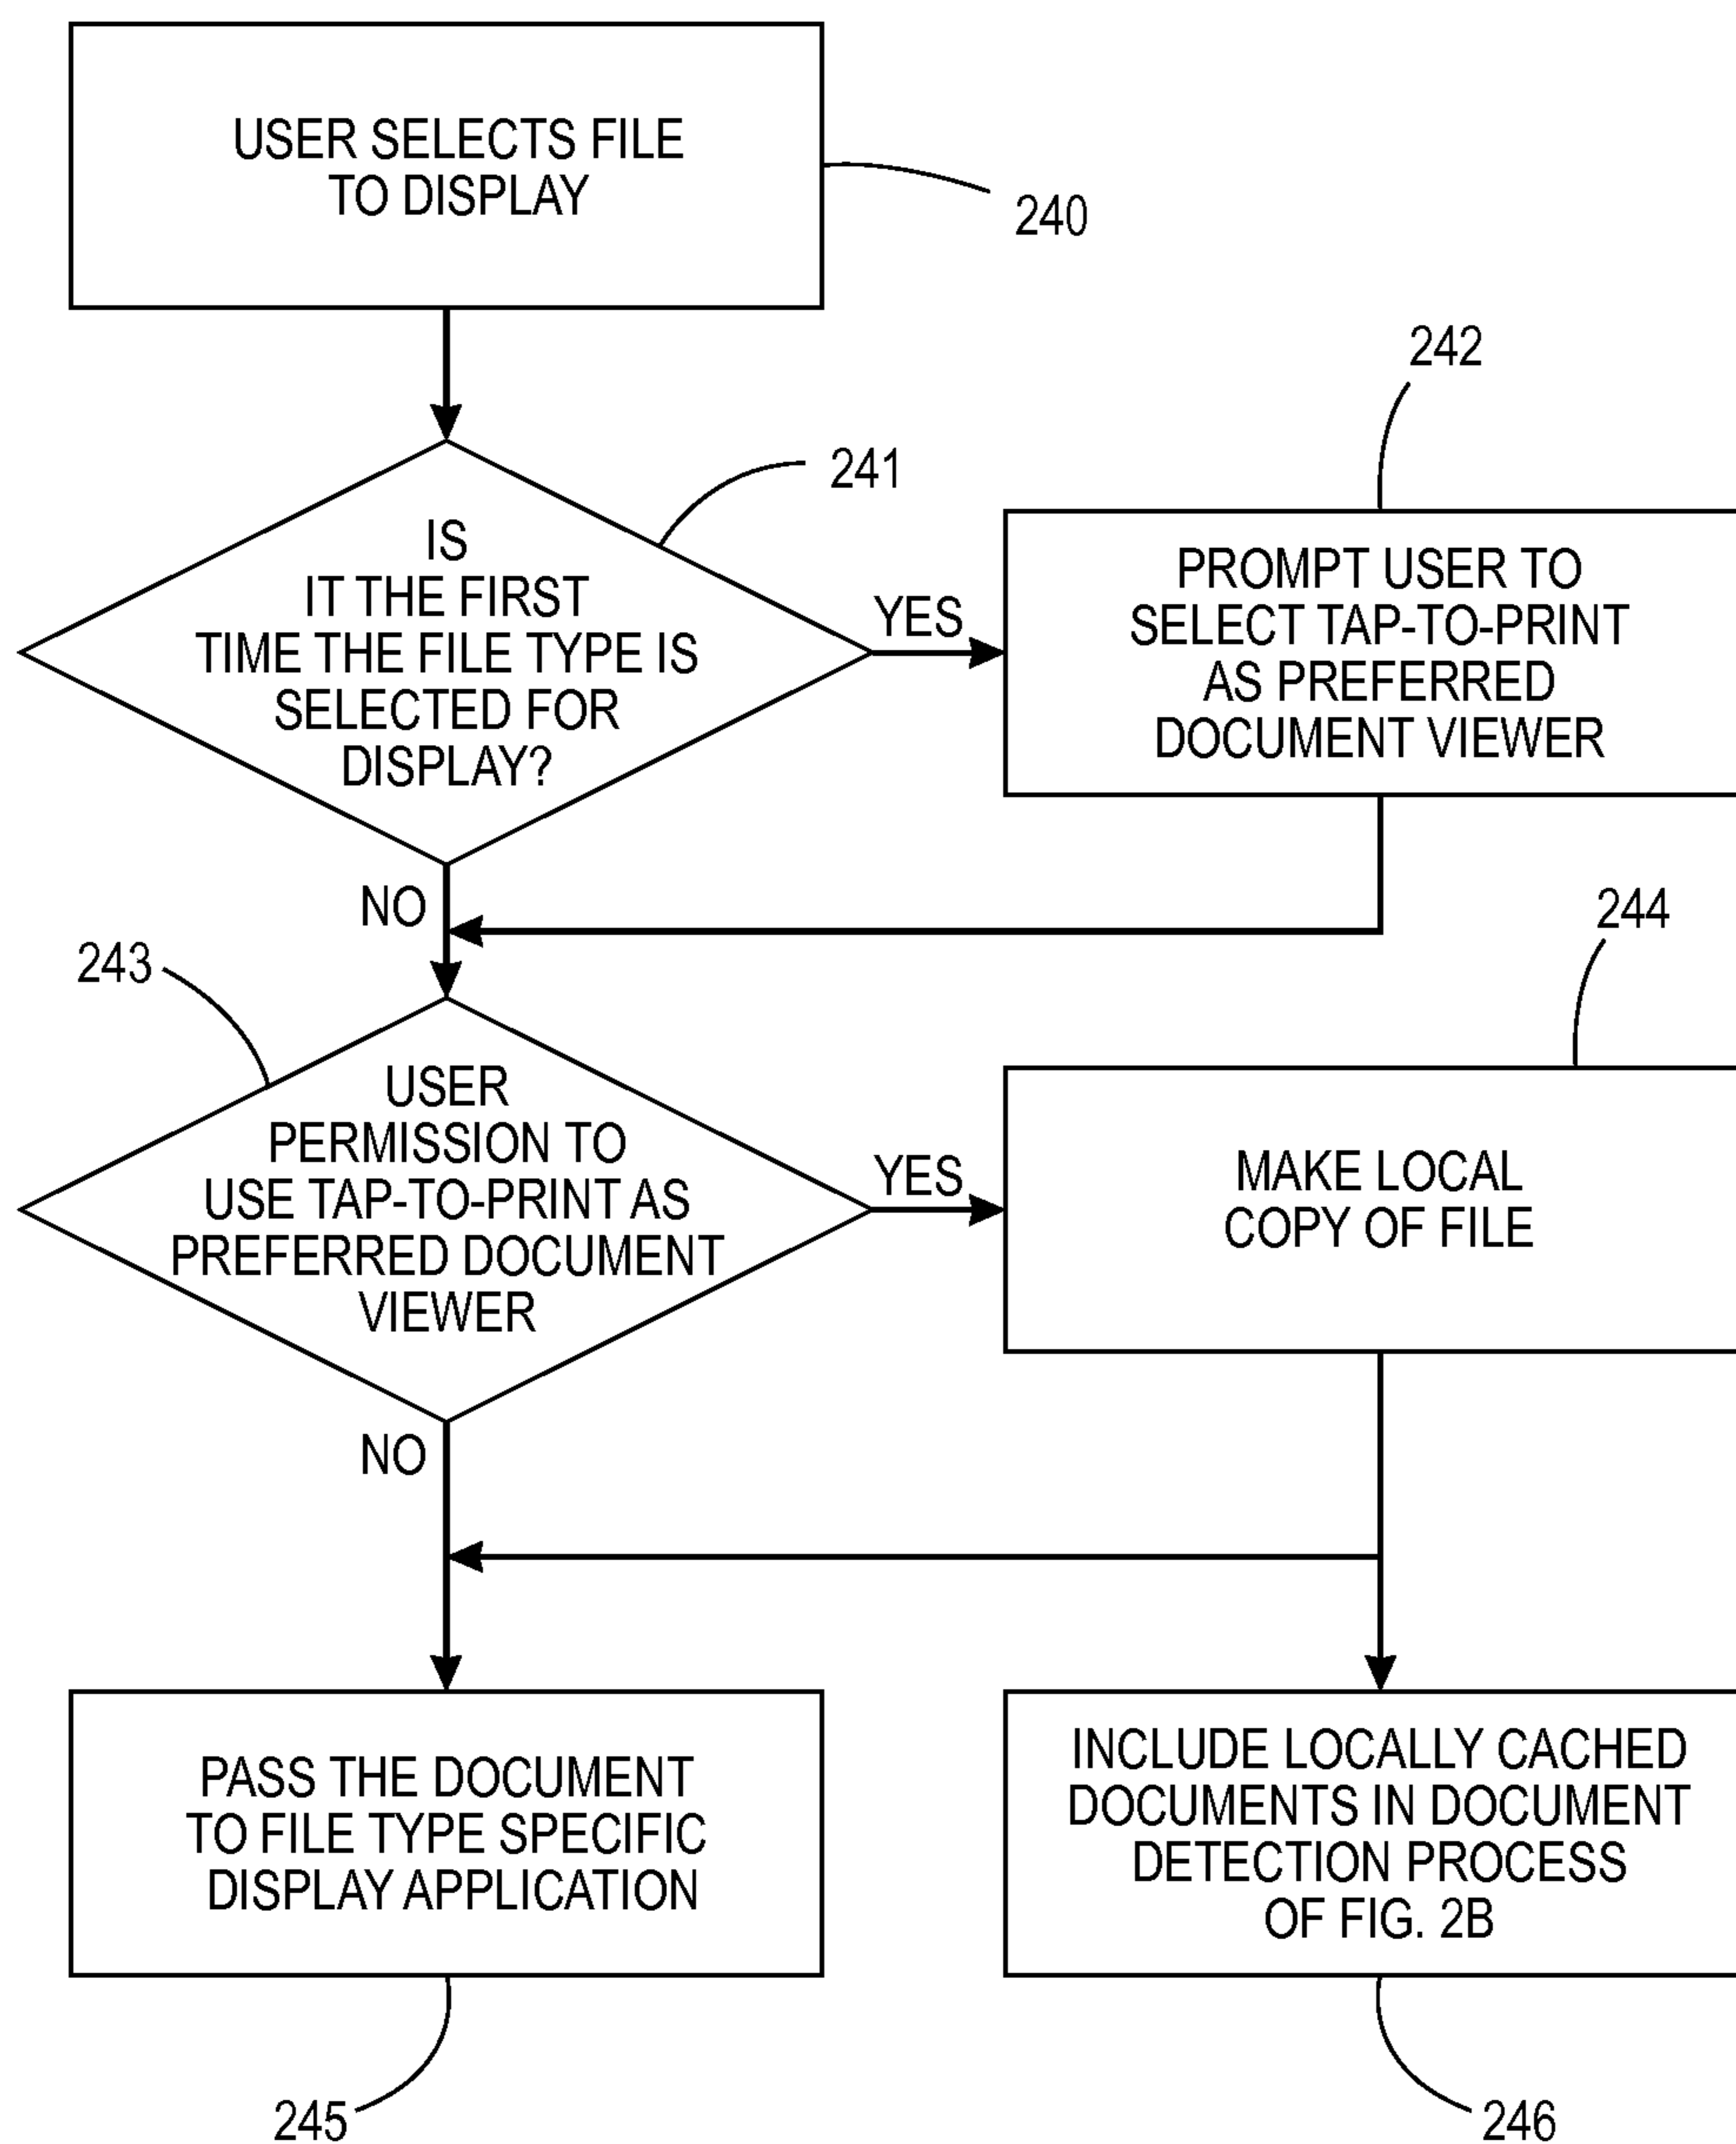 USER SELECTS FILE
TO DISPLAY
240
242
241
IS
IT THE FIRST
TIME THE FILE TYPE IS
SELECTED FOR
DISPLAY?
YES
PROMPT USER TO
SELECT TAP-TO-PRINT
AS PREFERRED
DOCUMENT VIEWER
NO
244
243
USER
PERMISSION TO
USE TAP-TO-PRINT AS
PREFERRED DOCUMENT
VIEWER
YES
MAKE LOCAL
COPY OF FILE
NO
PASS THE DOCUMENT
TO FILE TYPE SPECIFIC
DISPLAY APPLICATION
INCLUDE LOCALLY CACHED
DOCUMENTS IN DOCUMENT
DETECTION PROCESS
OF FIG. 2B
245
246